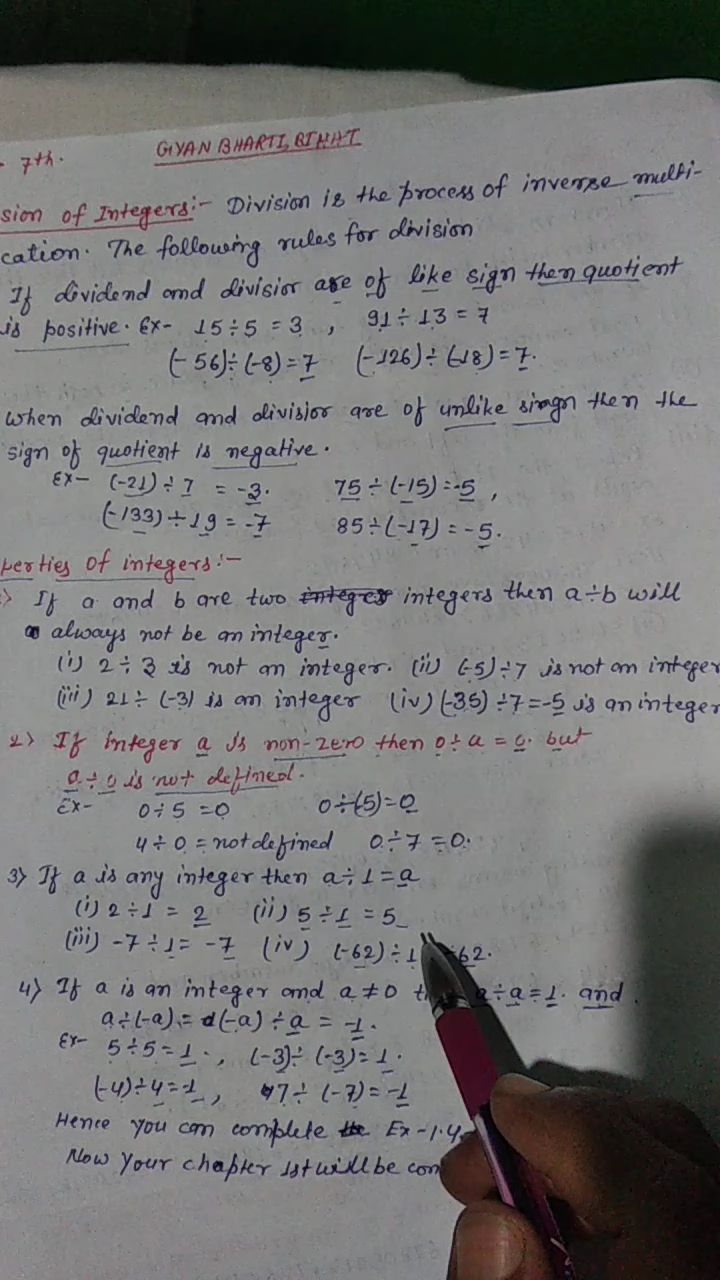 7th. GYAN BHARTI, BIHAT
sion of Integers:- Division is the process of inverse multi-
cation. The following rules for division
If dividend and divisior are of like sign then quotient
is positive. Ex- 15÷5 = 3 , 91÷13 = 7
(-56)÷(-8)=7 (-126)÷(-18)=7.
When dividend and divisior are of unlike sign then the
sign of quotient is negative.
Ex- (-21)÷7 = -3. 75÷(-15)=-5,
(-133)÷19=-7 85÷(-17)=-5.
perties of integers:-
If a and b are two integers then a÷b will
always not be an integer.
(i) 2÷3 is not an integer. (ii) (-5)÷7 is not an integer
(iii) 21÷(-3) is an integer (iv) (-35)÷7=-5 is an integer
2> If integer a is non-zero then 0÷a = 0. but
a÷0 is not defined.
Ex- 0÷5=0 0÷(-5)=0
4÷0 = not defined 0÷7=0.
3> If a is any integer then a÷1=a
(i) 2÷1 = 2 (ii) 5÷1 = 5
(iii) -7÷1=-7 (iv) (-62)÷1 62.
4> If a is an integer and a≠0 a÷a=1. and
a÷(-a) = (-a)÷a = -1.
Ex- 5÷5=1., (-3)÷(-3)=1.
(-4)÷4=-1, 7÷(-7)=-1
Hence you can complete Ex-1.4
Now your chapter 1st will be com